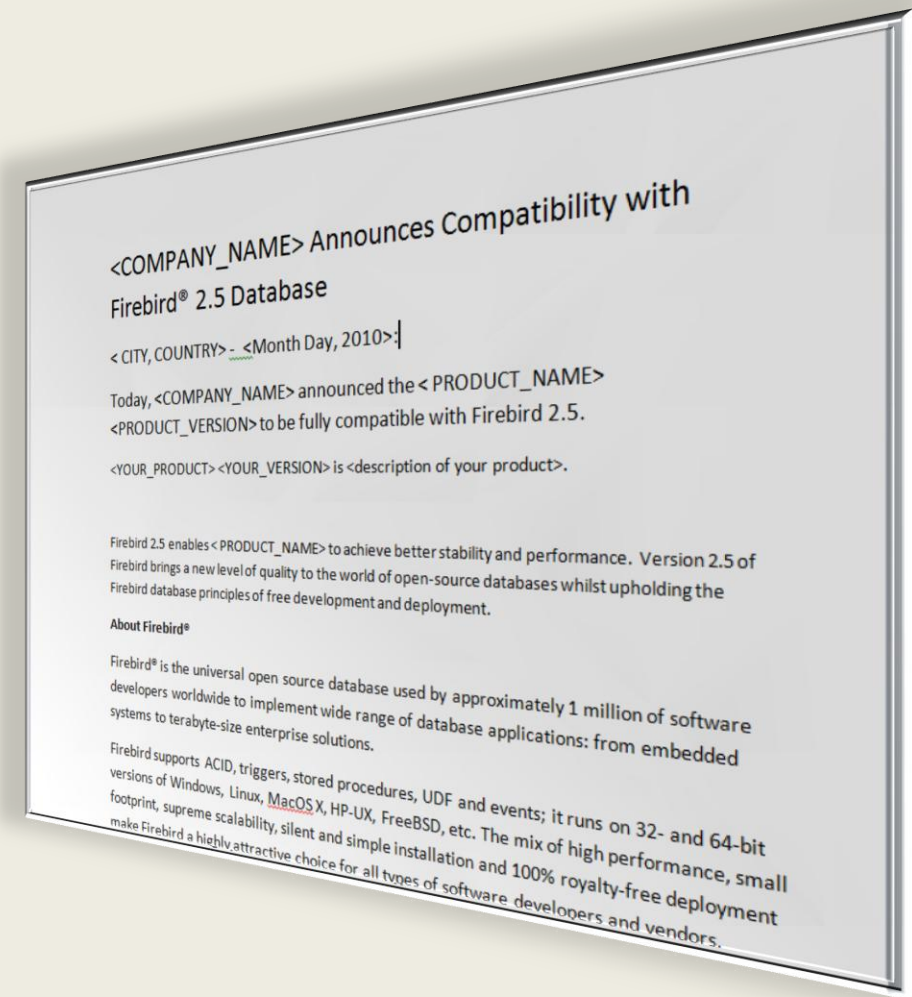 <COMPANY_NAME> Announces Compatibility with
Firebird® 2.5 Database
< CITY, COUNTRY> - <Month Day, 2010>:
Today, <COMPANY_NAME> announced the < PRODUCT_NAME>
<PRODUCT_VERSION> to be fully compatible with Firebird 2.5.
<YOUR_PRODUCT> <YOUR_VERSION> is <description of your product>.
Firebird 2.5 enables < PRODUCT_NAME> to achieve better stability and performance. Version 2.5 of
Firebird brings a new level of quality to the world of open-source databases whilst upholding the
Firebird database principles of free development and deployment.
About Firebird®
Firebird® is the universal open source database used by approximately 1 million of software
developers worldwide to implement wide range of database applications: from embedded
systems to terabyte-size enterprise solutions.
Firebird supports ACID, triggers, stored procedures, UDF and events; it runs on 32- and 64-bit
versions of Windows, Linux, MacOS X, HP-UX, FreeBSD, etc. The mix of high performance, small
footprint, supreme scalability, silent and simple installation and 100% royalty-free deployment
make Firebird a highly attractive choice for all types of software developers and vendors.